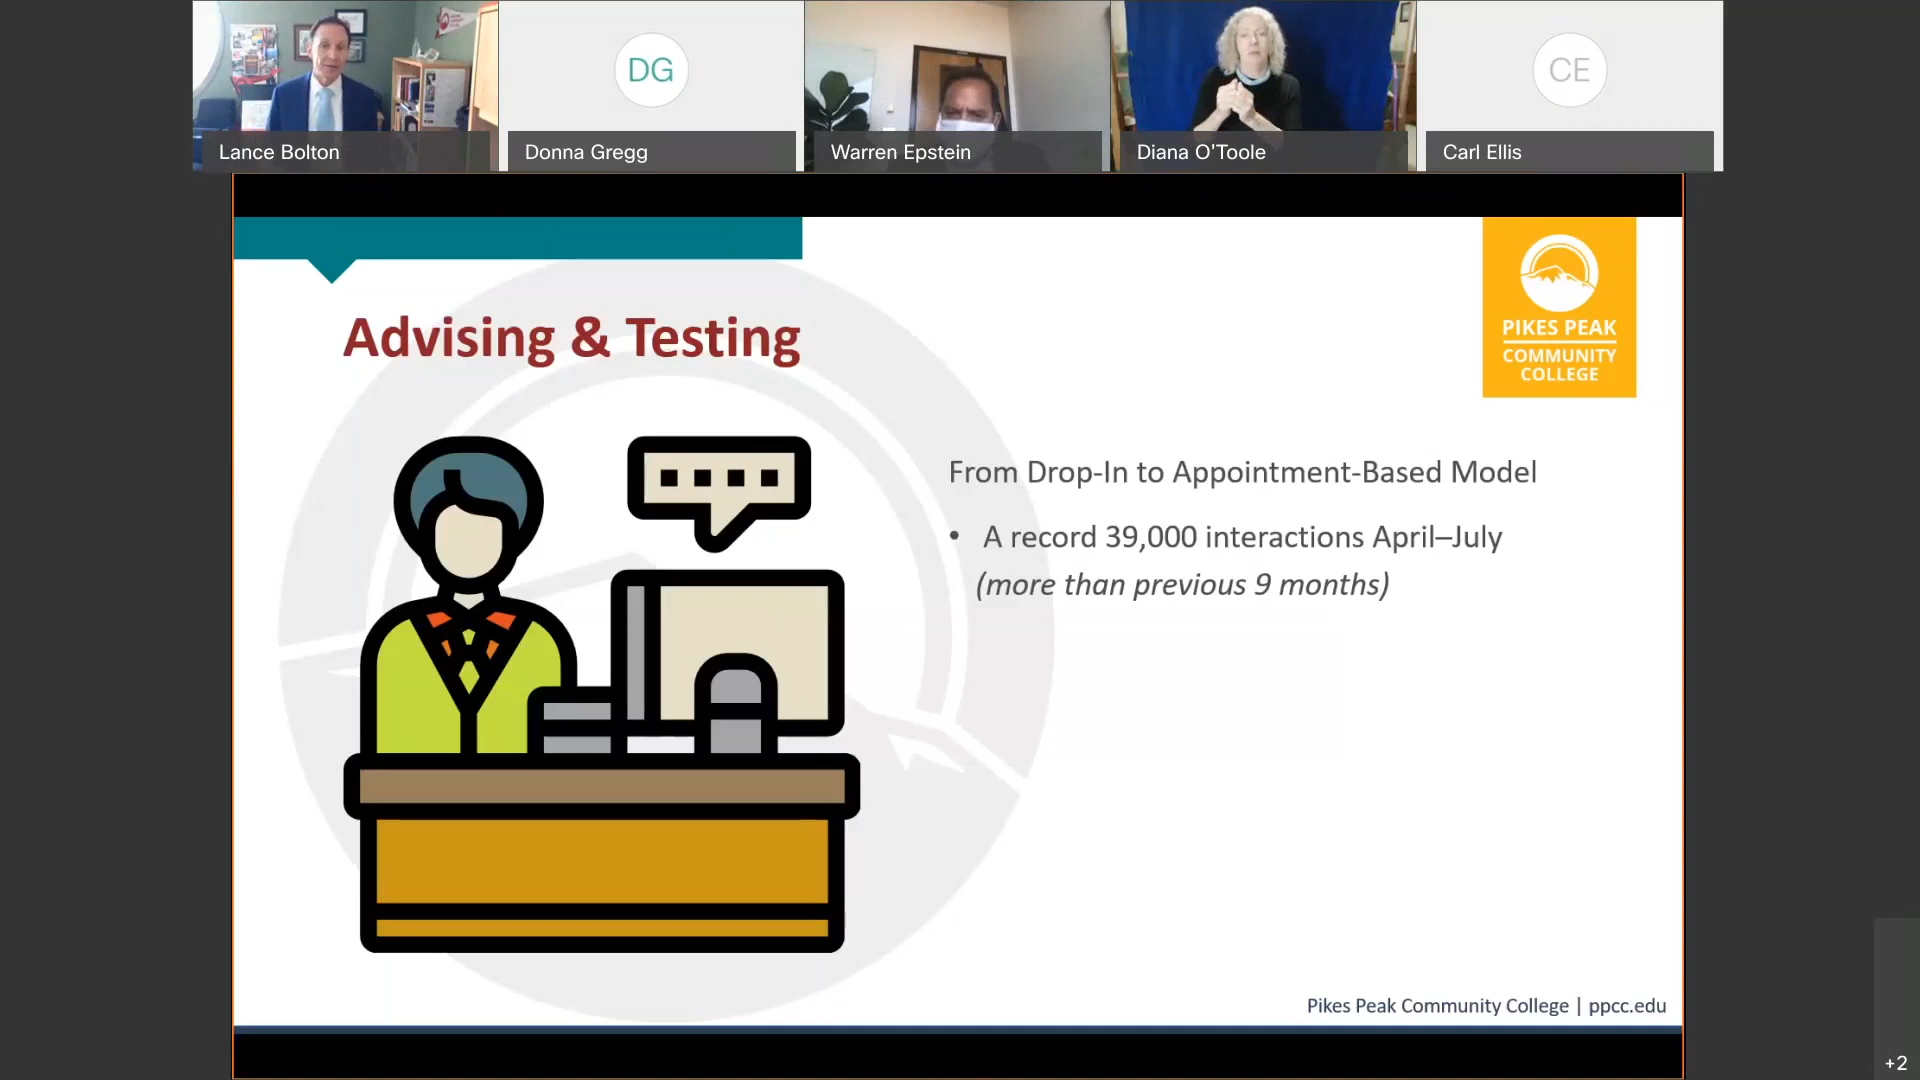 Lance Bolton
DG
Donna Gregg
Warren Epstein
Diana O'Toole
CE
Carl Ellis
PIKES PEAK
COMMUNITY
COLLEGE
Advising & Testing
From Drop-In to Appointment-Based Model
• A record 39,000 interactions April–July
(more than previous 9 months)
Pikes Peak Community College | ppcc.edu
+2